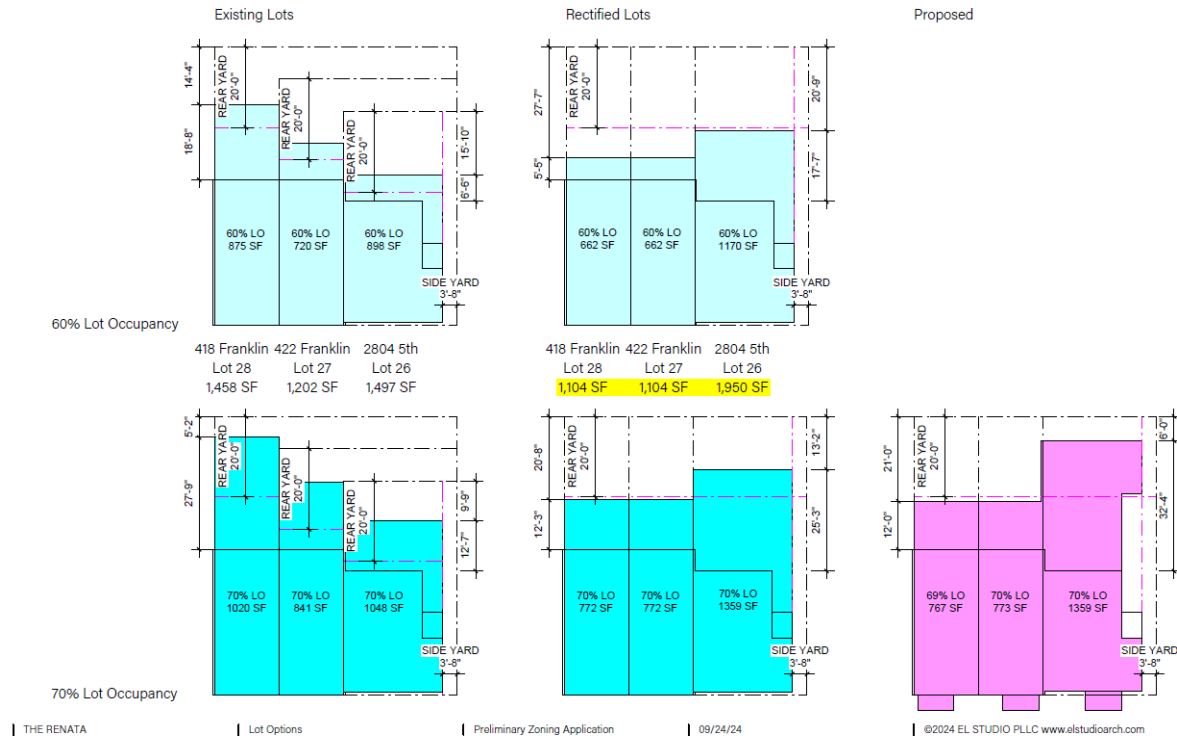 Existing Lots
Rectified Lots
Proposed
14'-4"
18'-8"
REAR YARD
20'-0"
REAR YARD
20'-0"
REAR YARD
20'-0"
15'-10"
6'-6"
60% LO
875 SF
60% LO
720 SF
60% LO
898 SF
SIDE YARD
3'-8"
27'-7"
5'-5"
REAR YARD
20'-0"
20'-9"
17'-7"
60% LO
662 SF
60% LO
662 SF
60% LO
1170 SF
SIDE YARD
3'-8"
60% Lot Occupancy
418 Franklin 422 Franklin 2804 5th
Lot 28 Lot 27 Lot 26
1,458 SF 1,202 SF 1,497 SF
418 Franklin 422 Franklin 2804 5th
Lot 28 Lot 27 Lot 26
1,104 SF 1,104 SF 1,950 SF
5'-2"
27'-9"
REAR YARD
20'-0"
REAR YARD
20'-0"
REAR YARD
20'-0"
9'-9"
12'-7"
70% LO
1020 SF
70% LO
841 SF
70% LO
1048 SF
SIDE YARD
3'-8"
20'-8"
12'-3"
REAR YARD
20'-0"
13'-2"
25'-3"
70% LO
772 SF
70% LO
772 SF
70% LO
1359 SF
SIDE YARD
3'-8"
21'-0"
12'-0"
REAR YARD
20'-0"
6'-0"
32'-4"
69% LO
767 SF
70% LO
773 SF
70% LO
1359 SF
SIDE YARD
3'-8"
70% Lot Occupancy
THE RENATA
Lot Options
Preliminary Zoning Application
09/24/24
©2024 EL STUDIO PLLC www.elstudioarch.com